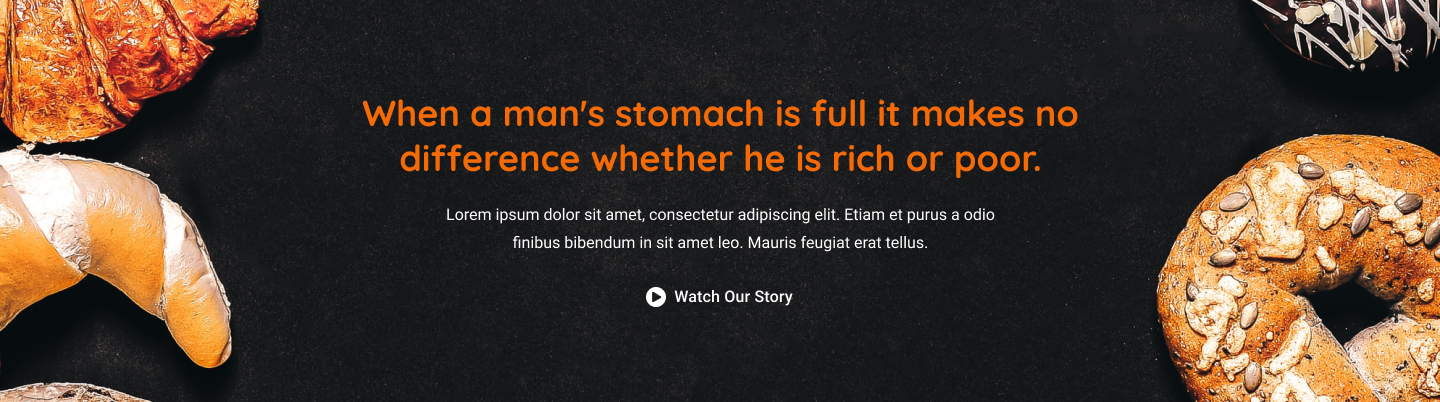 When a man's stomach is full it makes no
difference whether he is rich or poor.
Lorem ipsum dolor sit amet, consectetur adipiscing elit. Etiam et purus a odio
finibus bibendum in sit amet leo. Mauris feugiat erat tellus.
Watch Our Story